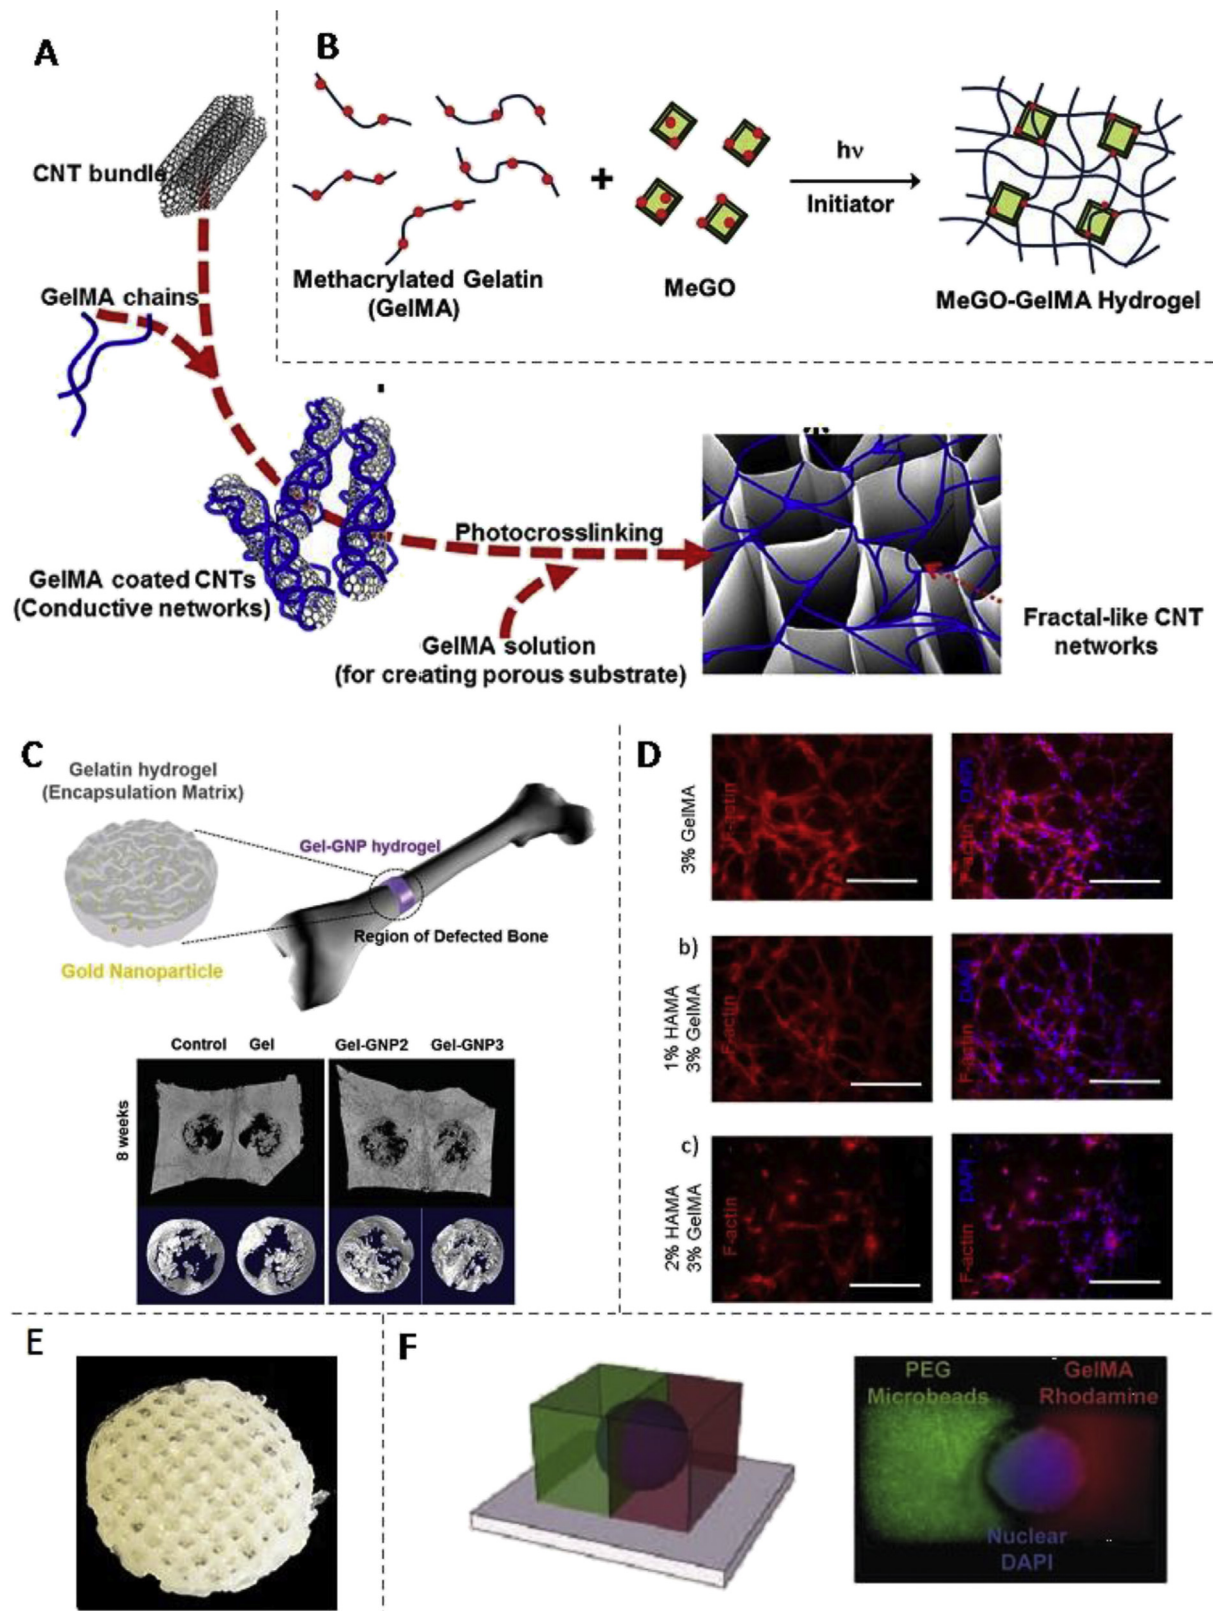 A
CNT bundle
GelMA chains
GelMA coated CNTs
(Conductive networks)
Photocrosslinking
GelMA solution
(for creating porous substrate)
Fractal-like CNT
networks
B
Methacrylated Gelatin
(GelMA)
+
MeGO
hν
Initiator
MeGO-GelMA Hydrogel
C
Gelatin hydrogel
(Encapsulation Matrix)
Gel-GNP hydrogel
Region of Defected Bone
Gold Nanoparticle
Control
Gel
Gel-GNP2
Gel-GNP3
8 weeks
D
3% GelMA
F-actin
F-actin DAPI
b)
1% HAMA
3% GelMA
F-actin
F-actin DAPI
c)
2% HAMA
3% GelMA
F-actin
F-actin DAPI
E
F
PEG
Microbeads
GelMA
Rhodamine
Nuclear
DAPI